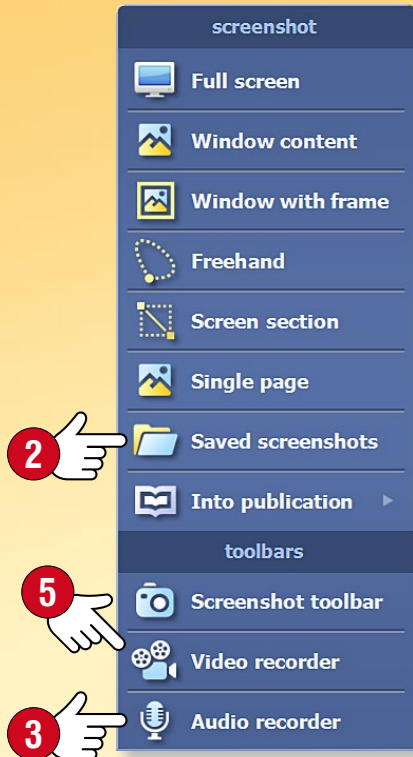 screenshot
Full screen
Window content
Window with frame
Freehand
Screen section
Single page
2 Saved screenshots
Into publication
toolbars
5 Screenshot toolbar
Video recorder
3 Audio recorder